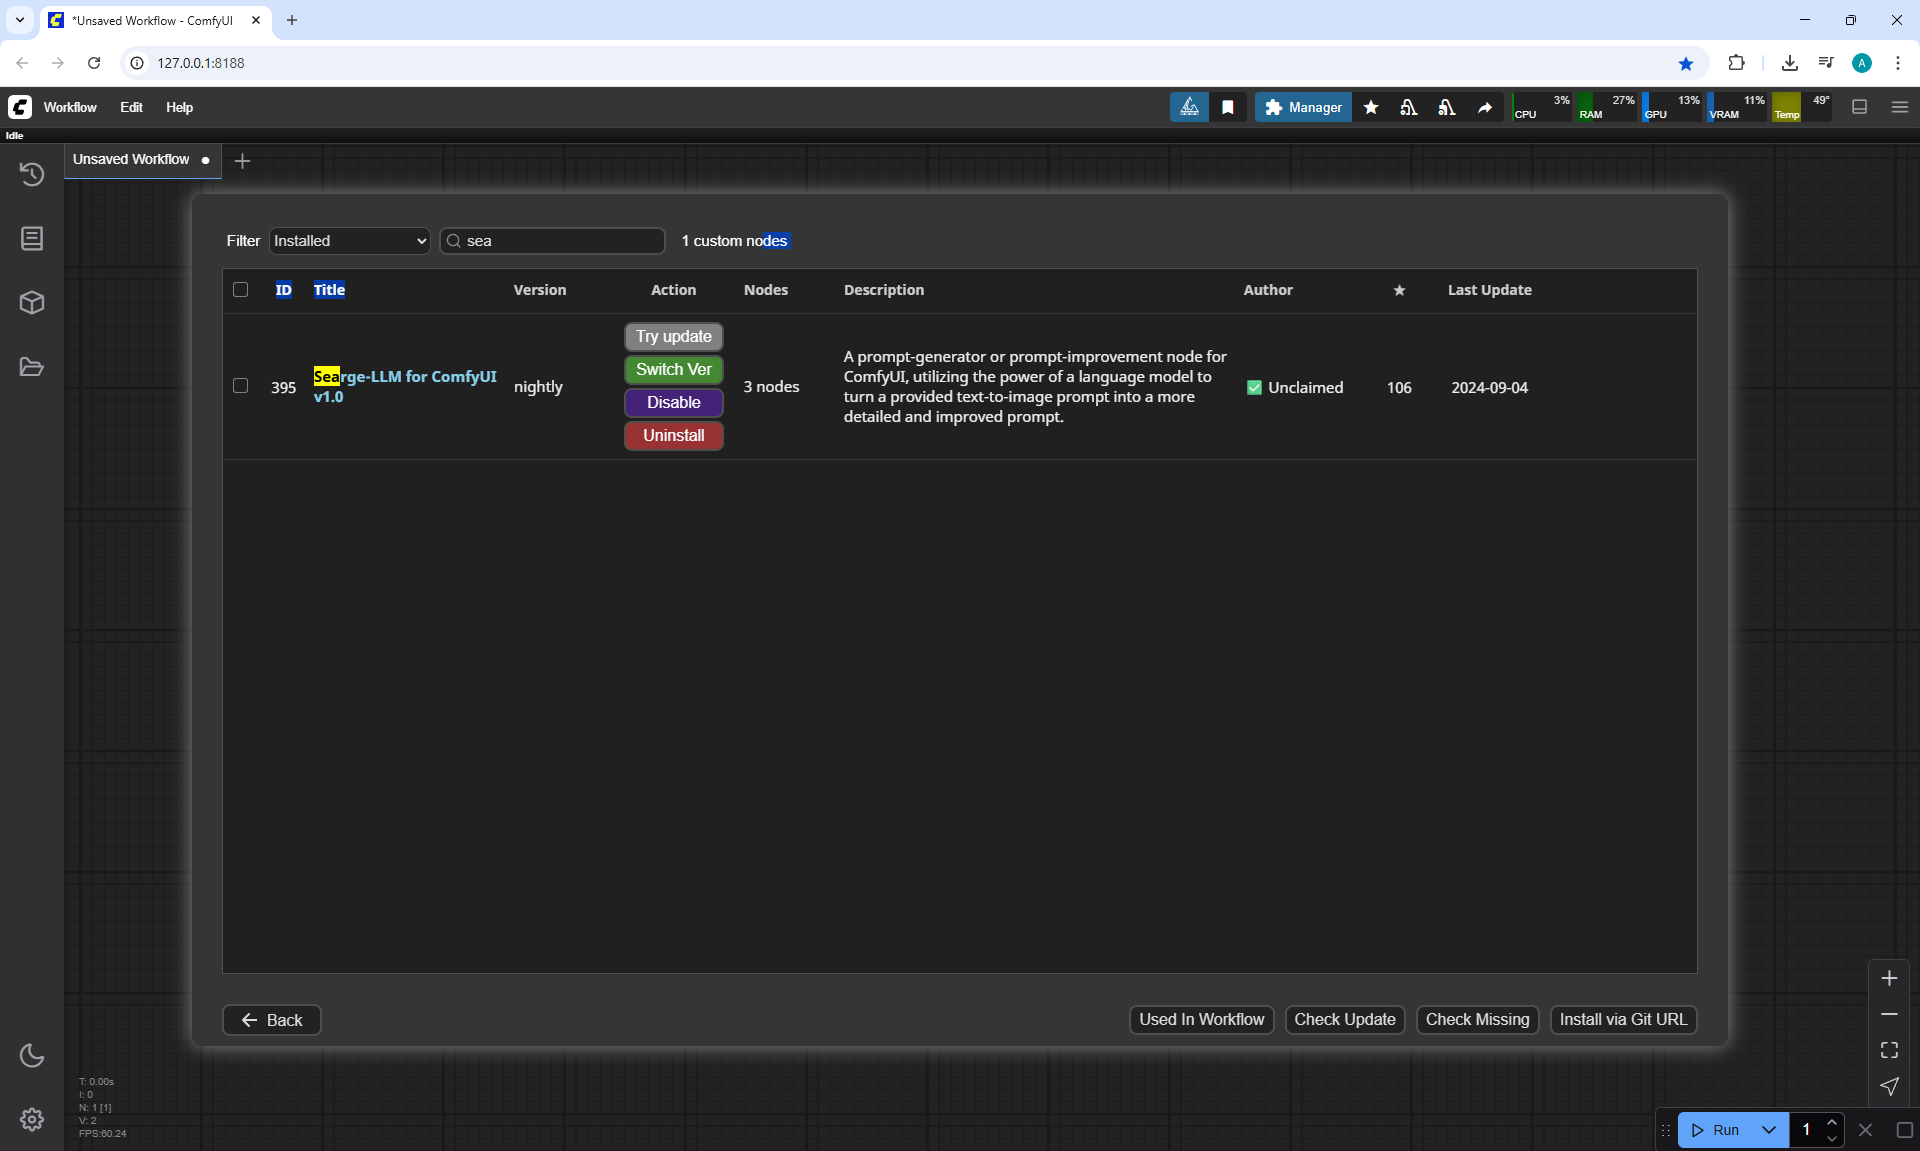 *Unsaved Workflow - ComfyUI
127.0.0.1:8188
Workflow Edit Help
Manager
3% CPU
27% RAM
13% GPU
11% VRAM
49° Temp
Idle
Unsaved Workflow
Filter Installed sea 1 custom nodes
ID Title Version Action Nodes Description Author ★ Last Update
395
Searge-LLM for ComfyUI
v1.0
nightly
Try update
Switch Ver
Disable
Uninstall
3 nodes
A prompt-generator or prompt-improvement node for
ComfyUI, utilizing the power of a language model to
turn a provided text-to-image prompt into a more
detailed and improved prompt.
✅ Unclaimed
106
2024-09-04
Back
Used In Workflow
Check Update
Check Missing
Install via Git URL
T: 0.00s
I: 0
N: 1 [1]
V: 2
FPS:60.24
Run
1
A